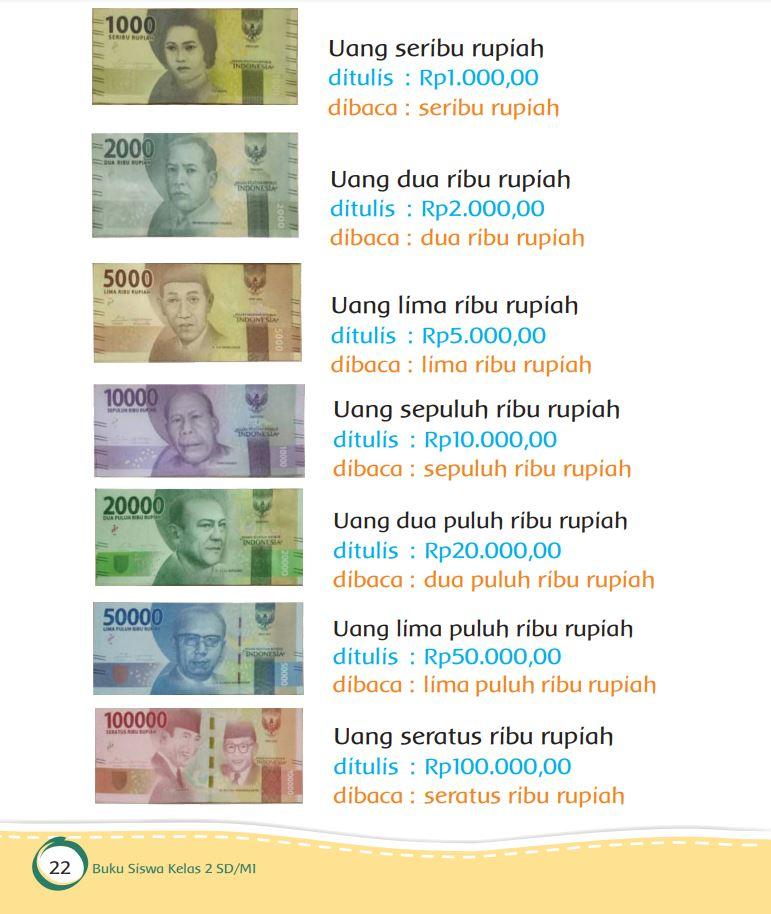 1000
SERIBU RUPIAH
INDONESIA
Uang seribu rupiah
ditulis : Rp1.000,00
dibaca : seribu rupiah
2000
DUA RIBU RUPIAH
INDONESIA
2000
Uang dua ribu rupiah
ditulis : Rp2.000,00
dibaca : dua ribu rupiah
5000
LIMA RIBU RUPIAH
INDONESIA
5000
Uang lima ribu rupiah
ditulis : Rp5.000,00
dibaca : lima ribu rupiah
10000
SEPULUH RIBU RUPIAH
INDONESIA
10000
Uang sepuluh ribu rupiah
ditulis : Rp10.000,00
dibaca : sepuluh ribu rupiah
20000
DUA PULUH RIBU RUPIAH
INDONESIA
20000
Uang dua puluh ribu rupiah
ditulis : Rp20.000,00
dibaca : dua puluh ribu rupiah
50000
LIMA PULUH RIBU RUPIAH
INDONESIA
50000
Uang lima puluh ribu rupiah
ditulis : Rp50.000,00
dibaca : lima puluh ribu rupiah
100000
SERATUS RIBU RUPIAH
INDONESIA
100000
Uang seratus ribu rupiah
ditulis : Rp100.000,00
dibaca : seratus ribu rupiah
22
Buku Siswa Kelas 2 SD/MI